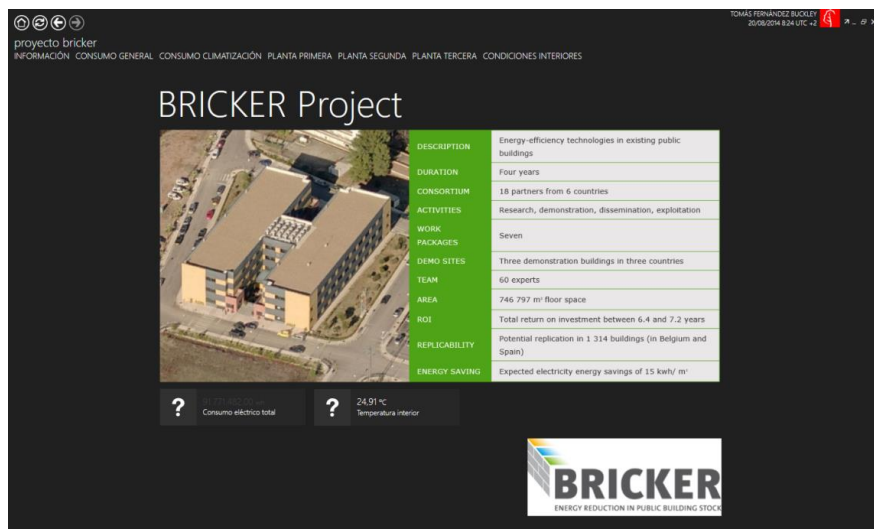 TOMÁS FERNÁNDEZ BUCKLEY
20/08/2014 8:24 UTC +2
proyecto bricker
INFORMACIÓN CONSUMO GENERAL CONSUMO CLIMATIZACIÓN PLANTA PRIMERA PLANTA SEGUNDA PLANTA TERCERA CONDICIONES INTERIORES
BRICKER Project
DESCRIPTION Energy-efficiency technologies in existing public
buildings
DURATION Four years
CONSORTIUM 18 partners from 6 countries
ACTIVITIES Research, demonstration, dissemination, exploitation
WORK
PACKAGES Seven
DEMO SITES Three demonstration buildings in three countries
TEAM 60 experts
AREA 746 797 m² floor space
ROI Total return on investment between 6.4 and 7.2 years
REPLICABILITY Potential replication in 1 314 buildings (in Belgium and
Spain)
ENERGY SAVING Expected electricity energy savings of 15 kwh/ m²
? Consumo eléctrico total
? 24,91 ºC
Temperatura interior
BRICKER
ENERGY REDUCTION IN PUBLIC BUILDING STOCK